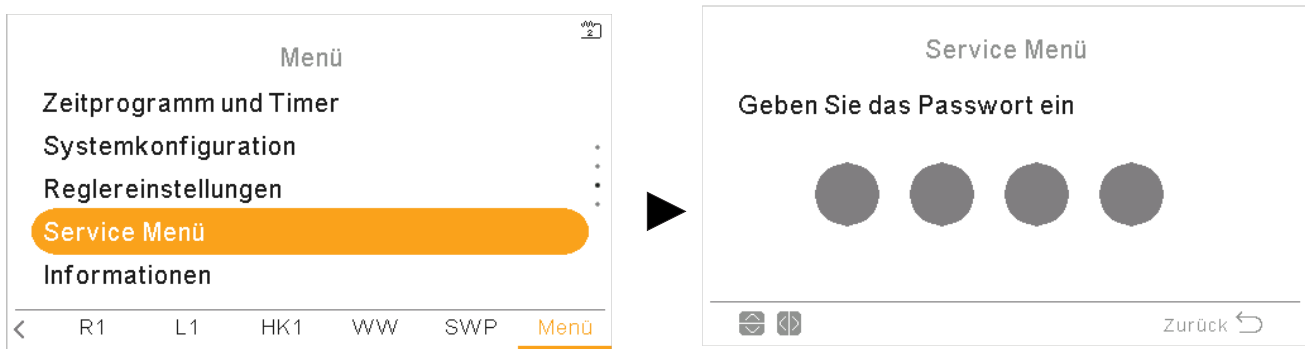 2
Menü
Zeitprogramm und Timer
Systemkonfiguration
Reglereinstellungen
Service Menü
Informationen
R1 L1 HK1 WW SWP Menü
Service Menü
Geben Sie das Passwort ein
Zurück